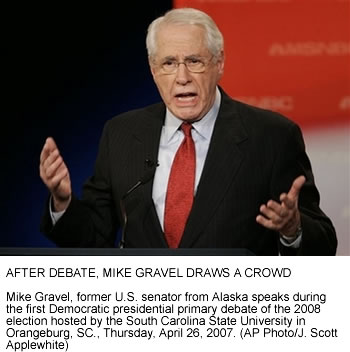 MSNBC
AFTER DEBATE, MIKE GRAVEL DRAWS A CROWD
Mike Gravel, former U.S. senator from Alaska speaks during
the first Democratic presidential primary debate of the 2008
election hosted by the South Carolina State University in
Orangeburg, SC., Thursday, April 26, 2007. (AP Photo/J. Scott
Applewhite)